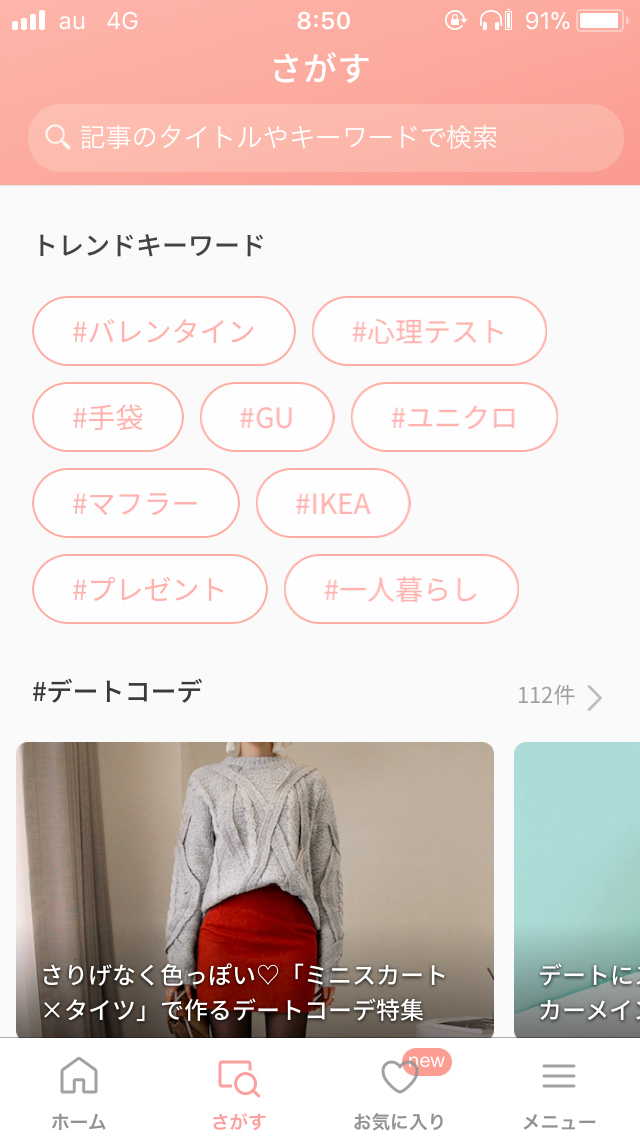 au 4G 8:50 91%
さがす
記事のタイトルやキーワードで検索
トレンドキーワード
#バレンタイン #心理テスト
#手袋 #GU #ユニクロ
#マフラー #IKEA
#プレゼント #一人暮らし
#デートコーデ 112件
さりげなく色っぽい♡「ミニスカート
×タイツ」で作るデートコーデ特集
デートに
カーメイ
new
ホーム さがす お気に入り メニュー